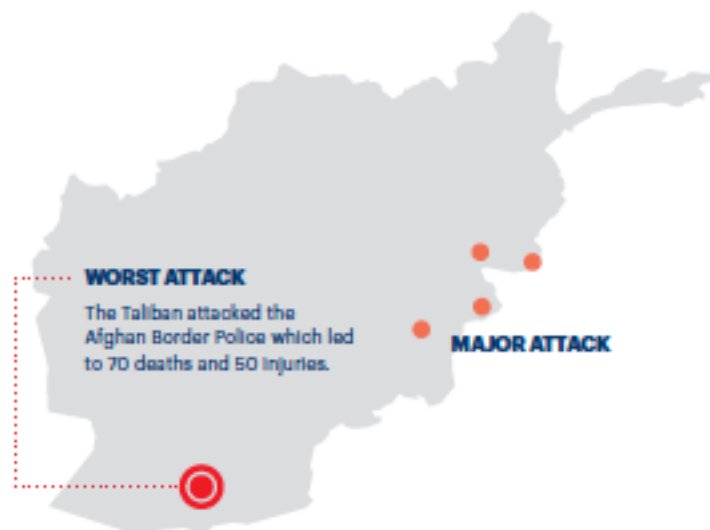 WORST ATTACK
The Taliban attacked the
Afghan Border Police which led
to 70 deaths and 50 injuries.
MAJOR ATTACK